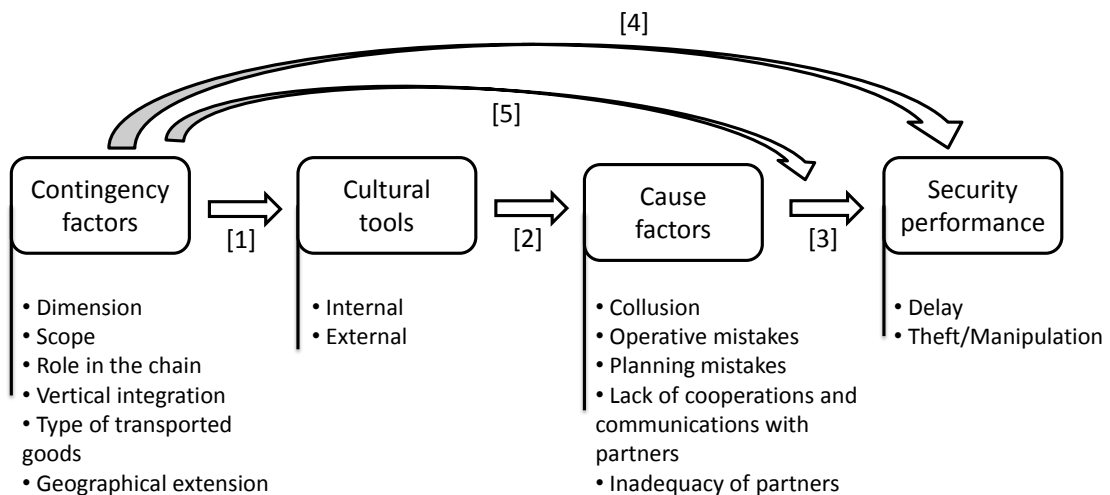 [4]
[5]
Contingency
factors
Cultural
tools
Cause
factors
Security
performance
[1]
[2]
[3]
• Dimension
• Scope
• Role in the chain
• Vertical integration
• Type of transported
goods
• Geographical extension
• Internal
• External
• Collusion
• Operative mistakes
• Planning mistakes
• Lack of cooperations and
communications with
partners
• Inadequacy of partners
• Delay
• Theft/Manipulation